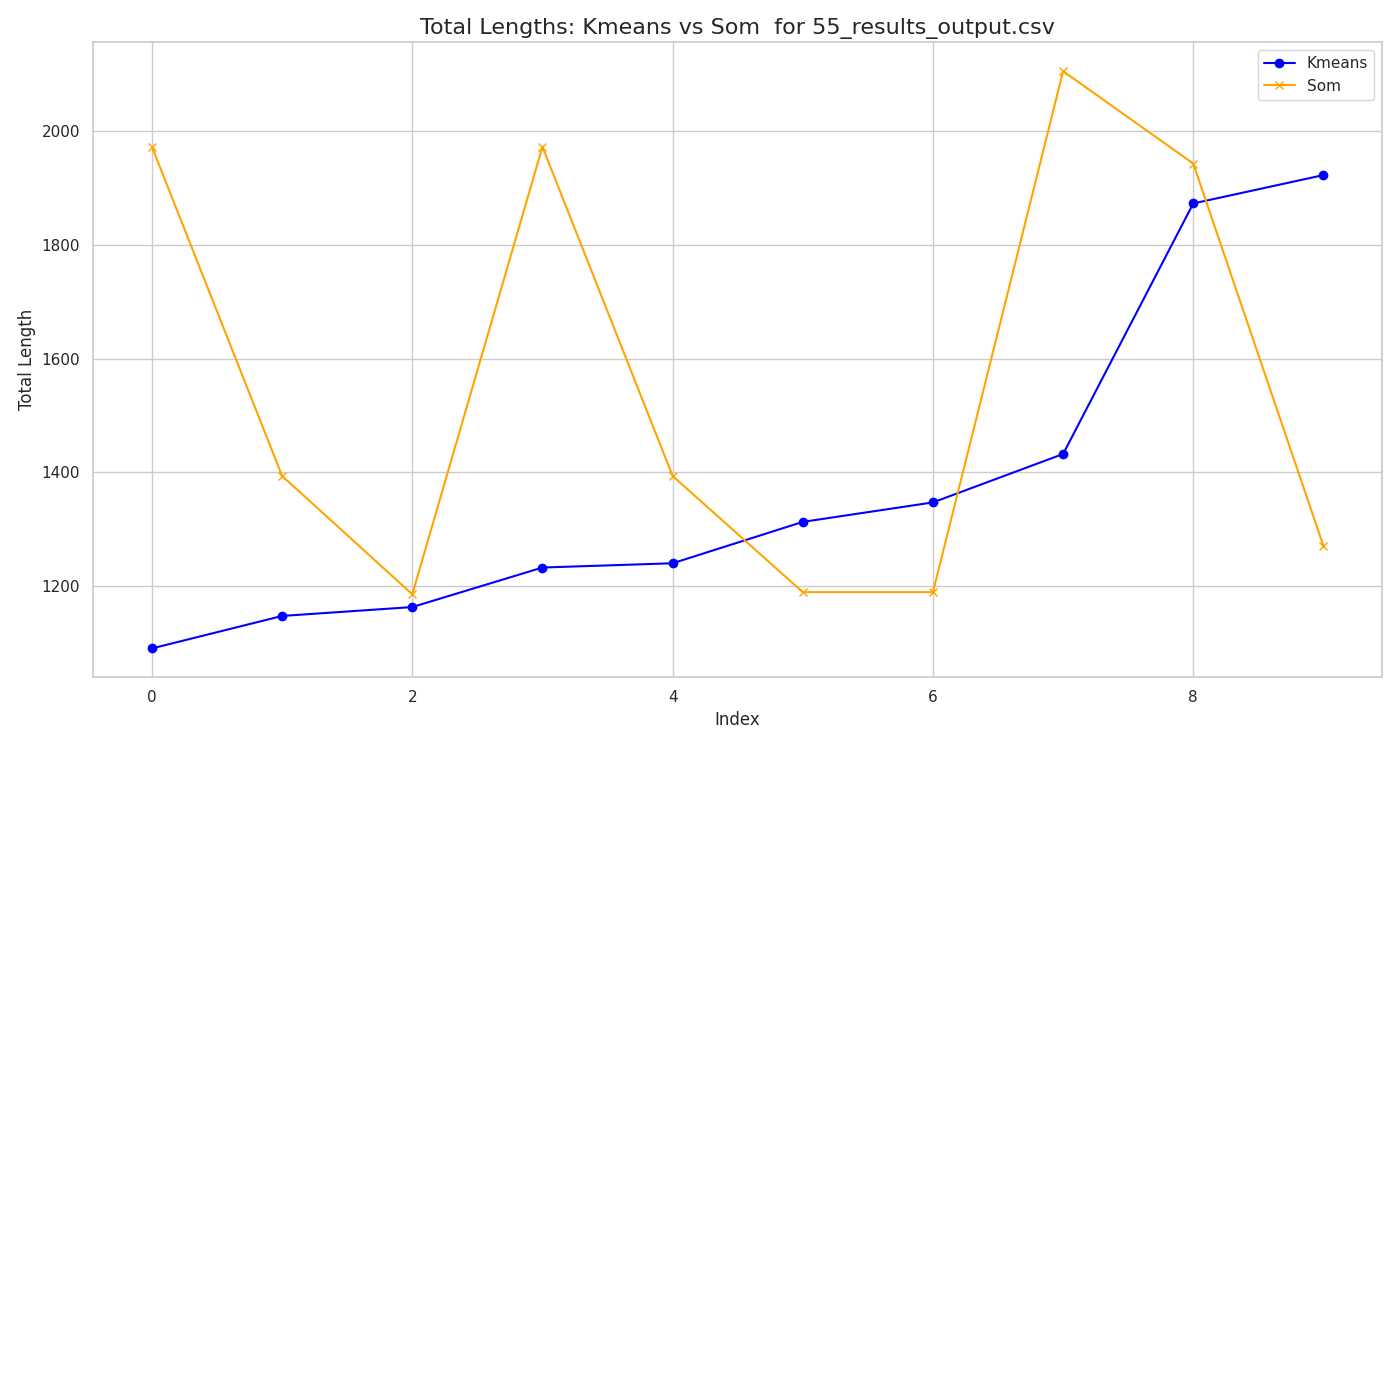 Total Lengths: Kmeans vs Som  for 55_results_output.csv
Kmeans
Som
Total Length
2000
1800
1600
1400
1200
0 2 4 6 8
Index